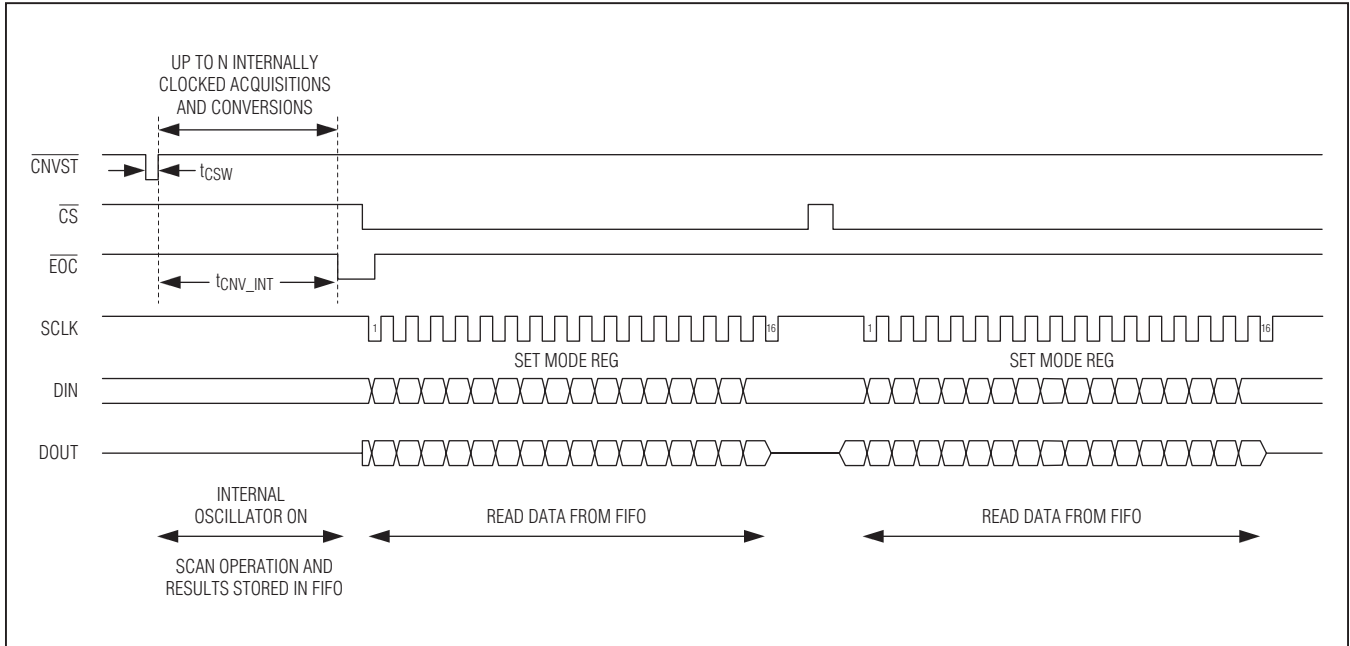 UP TO N INTERNALLY
CLOCKED ACQUISITIONS
AND CONVERSIONS
CNVST
tCSW
CS
EOC
tCNV_INT
SCLK
1
16
1
16
SET MODE REG
SET MODE REG
DIN
DOUT
INTERNAL
OSCILLATOR ON
READ DATA FROM FIFO
READ DATA FROM FIFO
SCAN OPERATION AND
RESULTS STORED IN FIFO